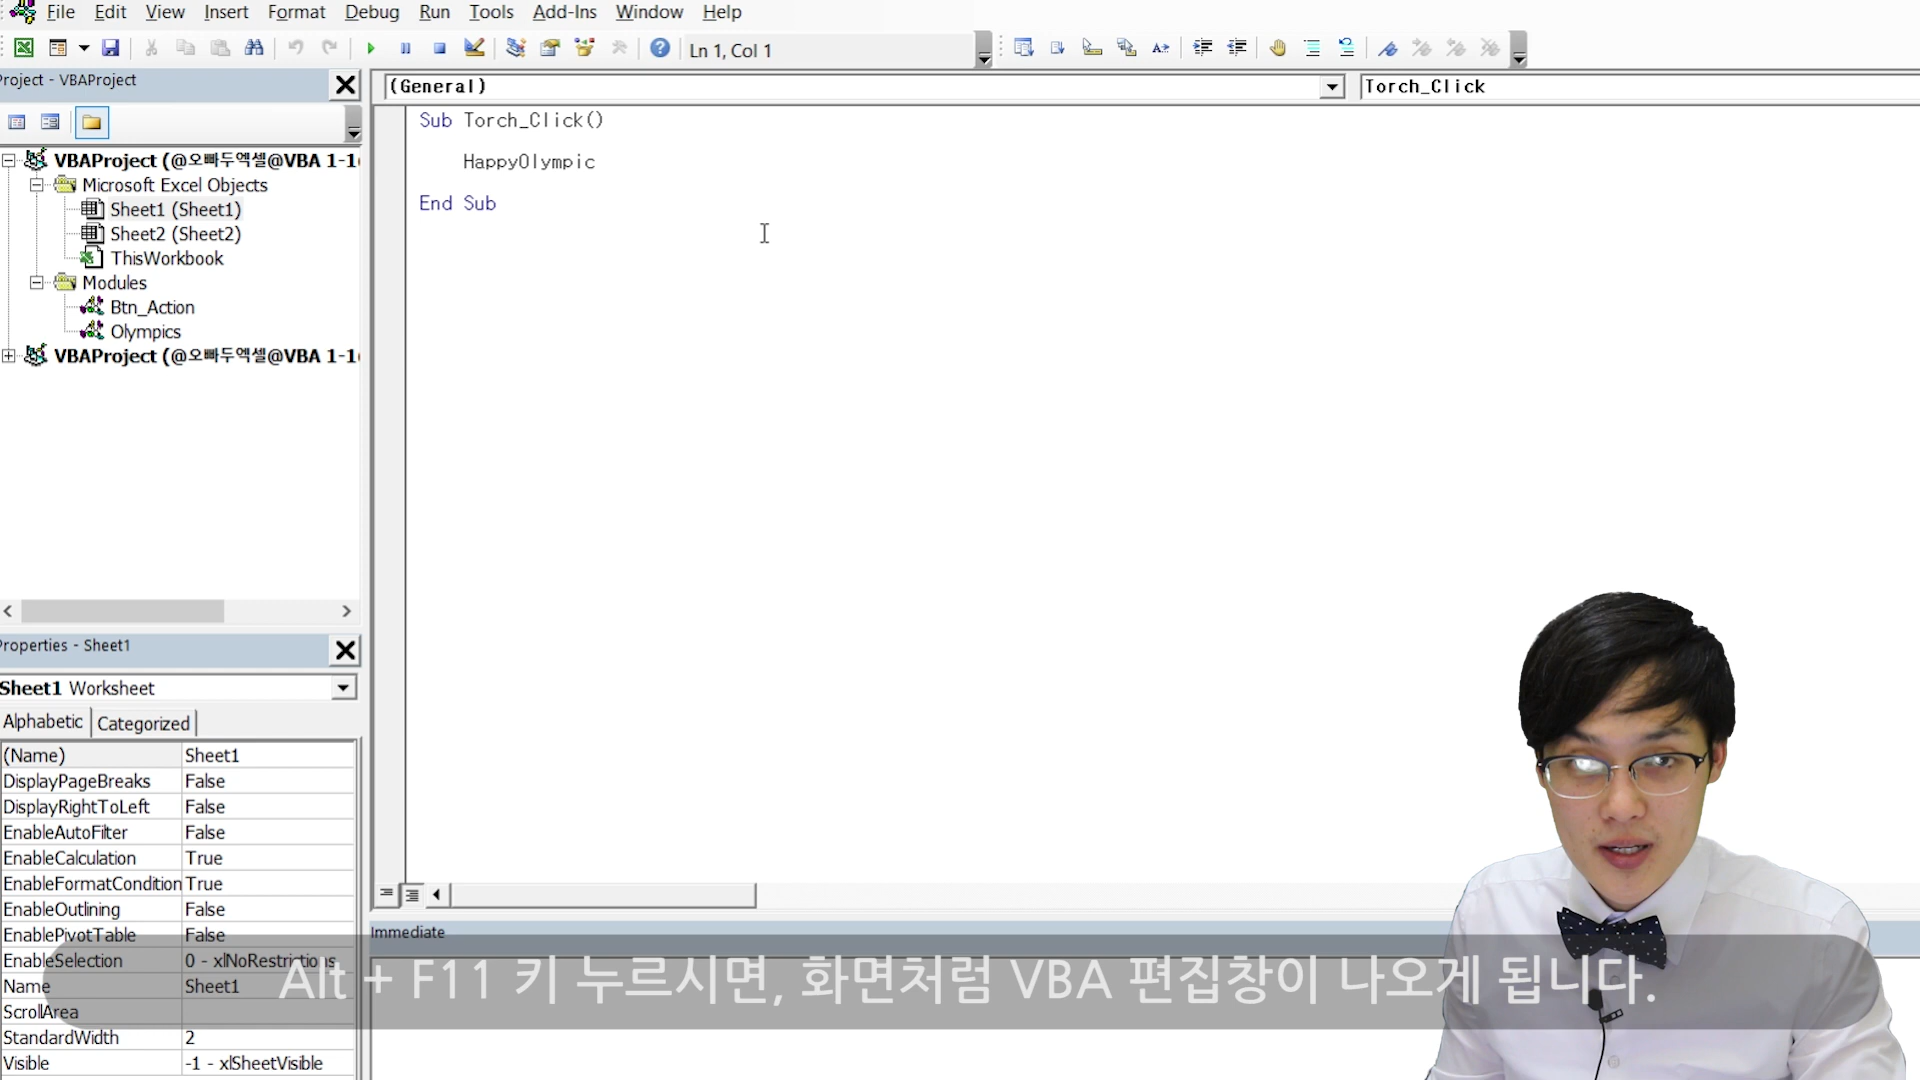 File Edit View Insert Format Debug Run Tools Add-Ins Window Help
Ln 1, Col 1
Project - VBAProject
(General)
Torch_Click
Sub Torch_Click()
HappyOlympic
End Sub
VBAProject (@오빠두엑셀@VBA 1-1
Microsoft Excel Objects
Sheet1 (Sheet1)
Sheet2 (Sheet2)
ThisWorkbook
Modules
Btn_Action
Olympics
VBAProject (@오빠두엑셀@VBA 1-1
Properties - Sheet1
Sheet1 Worksheet
Alphabetic Categorized
(Name) Sheet1
DisplayPageBreaks False
DisplayRightToLeft False
EnableAutoFilter False
EnableCalculation True
EnableFormatCondition True
EnableOutlining False
EnablePivotTable False
EnableSelection 0 - xlNoRestrictions
Name Sheet1
ScrollArea
StandardWidth 2
Visible -1 - xlSheetVisible
Immediate
Alt + F11 키 누르시면, 화면처럼 VBA 편집창이 나오게 됩니다.